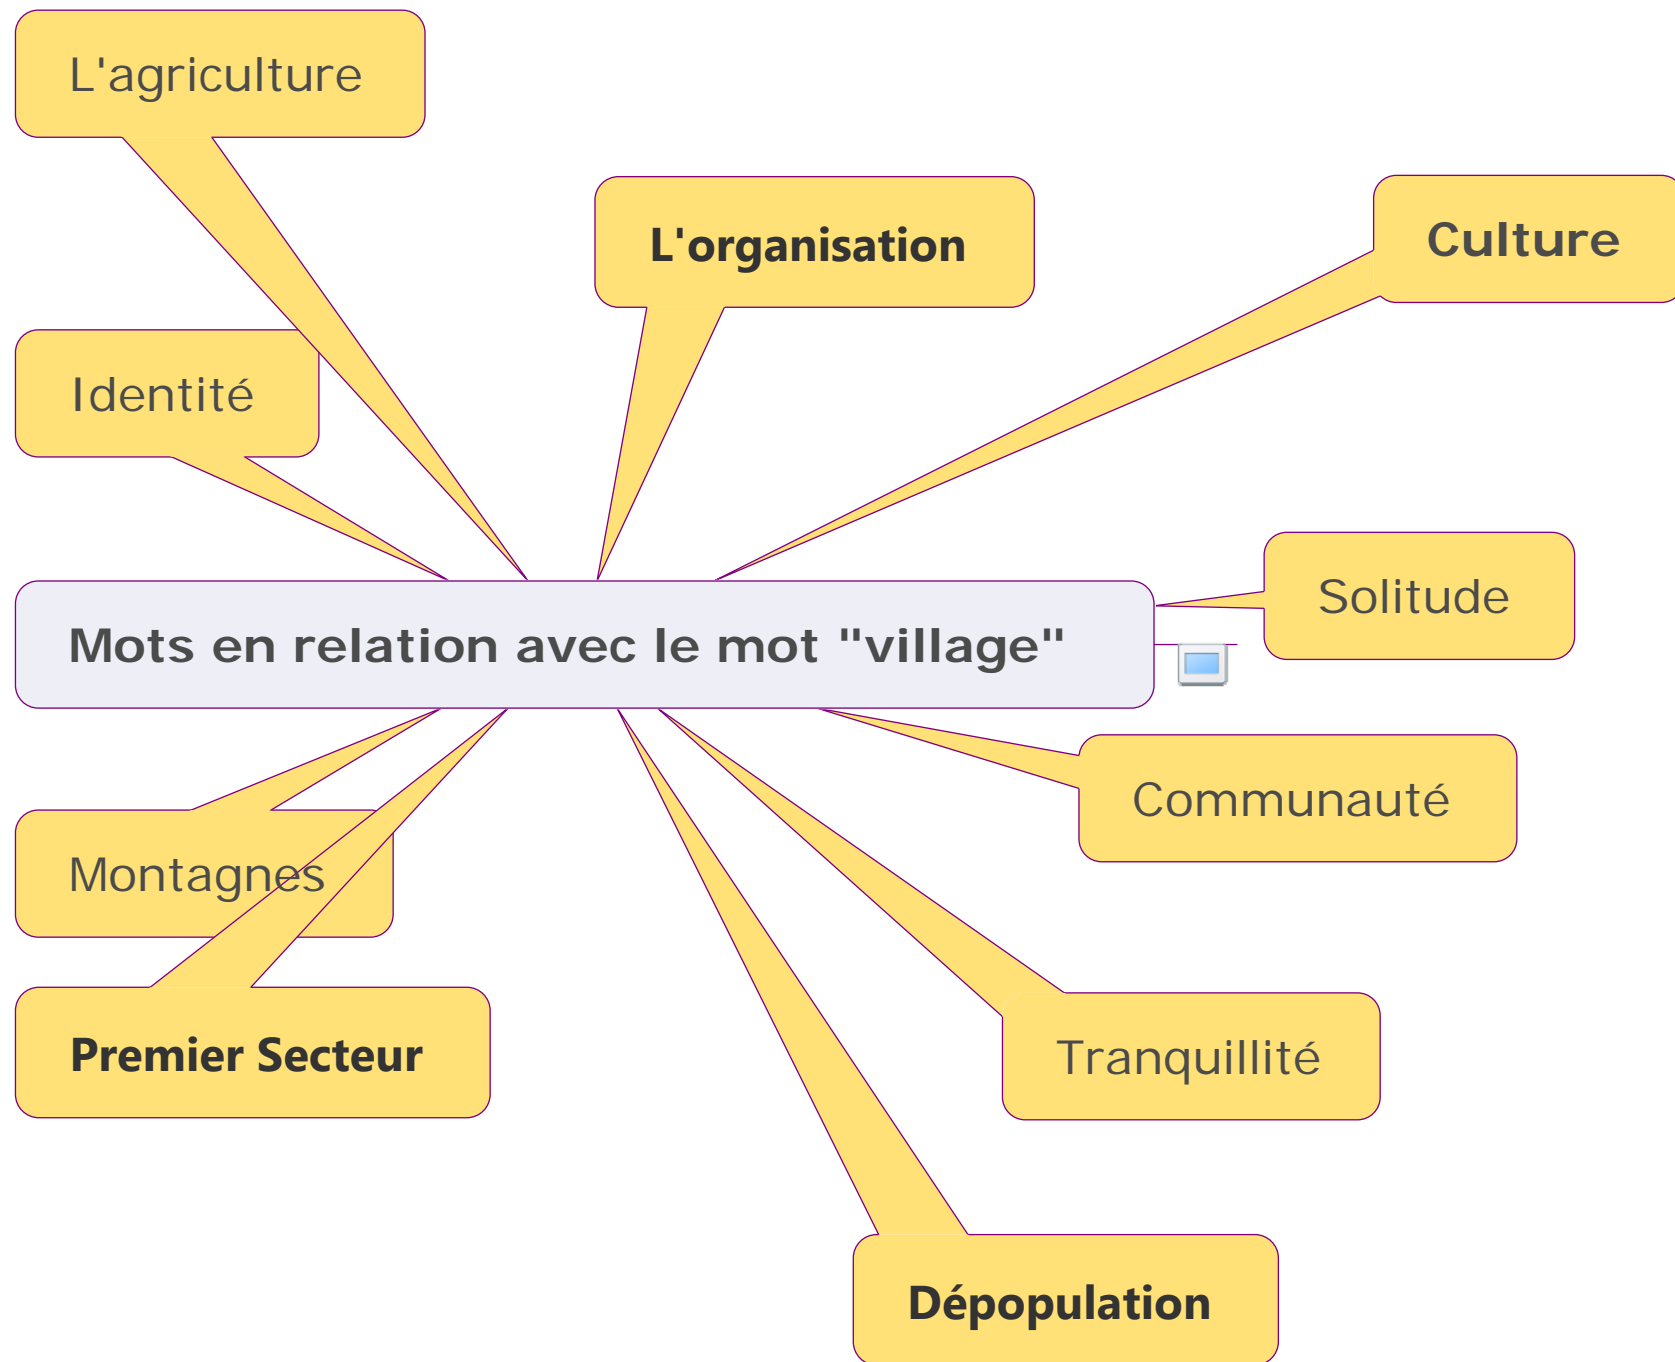 L'agriculture
L'organisation
Culture
Identité
Solitude
Mots en relation avec le mot "village"
Communauté
Montagnes
Premier Secteur
Tranquillité
Dépopulation